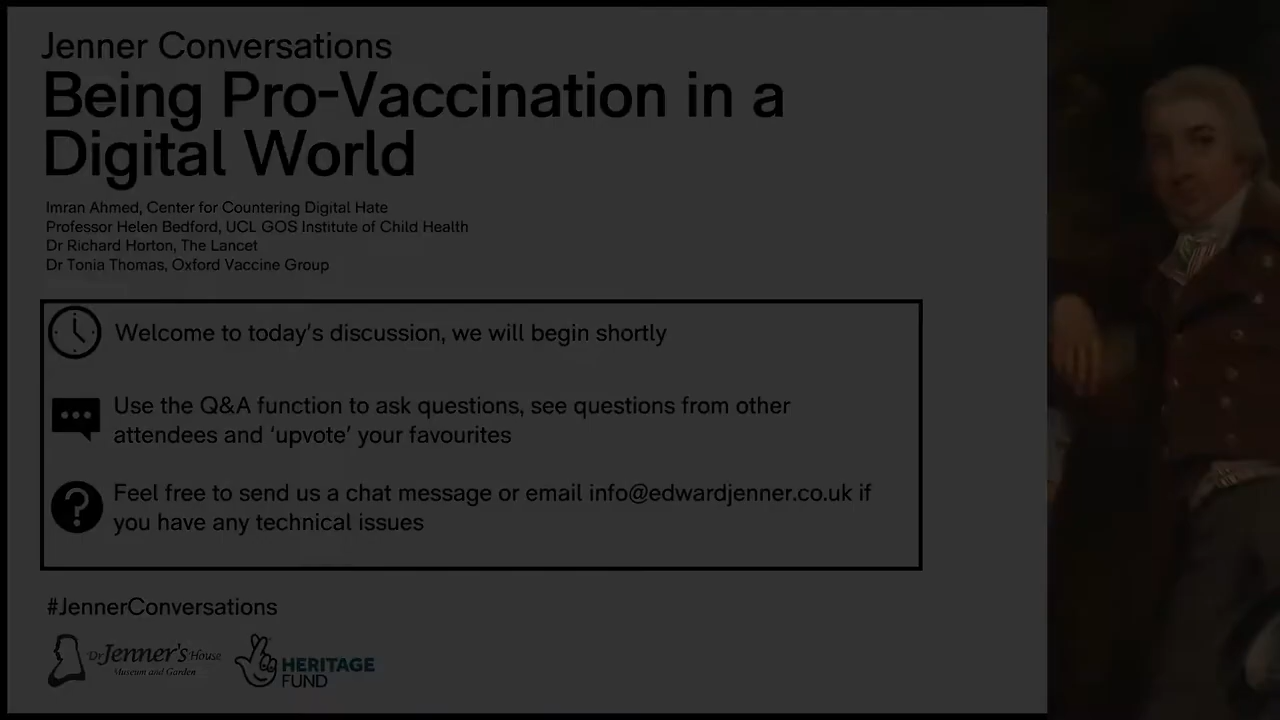 Jenner Conversations
Being Pro-Vaccination in a
Digital World
Imran Ahmed, Center for Countering Digital Hate
Professor Helen Bedford, UCL GOS Institute of Child Health
Dr Richard Horton, The Lancet
Dr Tonia Thomas, Oxford Vaccine Group
Welcome to today's discussion, we will begin shortly
Use the Q&A function to ask questions, see questions from other
attendees and ‘upvote’ your favourites
Feel free to send us a chat message or email info@edwardjenner.co.uk if
you have any technical issues
#JennerConversations
Dr Jenner's House
Museum and Garden
HERITAGE
FUND